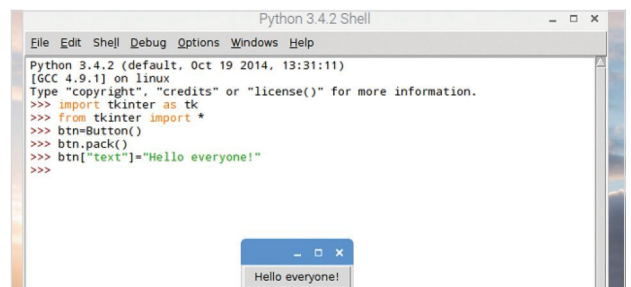 Python 3.4.2 Shell
File Edit Shell Debug Options Windows Help
Python 3.4.2 (default, Oct 19 2014, 13:31:11)
[GCC 4.9.1] on linux
Type "copyright", "credits" or "license()" for more information.
>>> import tkinter as tk
>>> from tkinter import *
>>> btn=Button()
>>> btn.pack()
>>> btn["text"]="Hello everyone!"
>>>
Hello everyone!